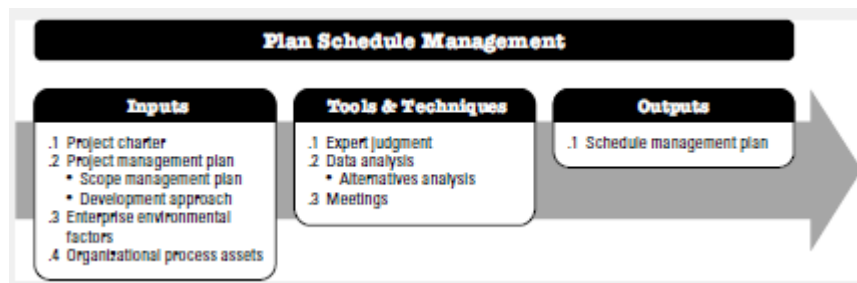 Plan Schedule Management
Inputs
.1 Project charter
.2 Project management plan
• Scope management plan
• Development approach
.3 Enterprise environmental
factors
.4 Organizational process assets
Tools & Techniques
.1 Expert judgment
.2 Data analysis
• Alternatives analysis
.3 Meetings
Outputs
.1 Schedule management plan